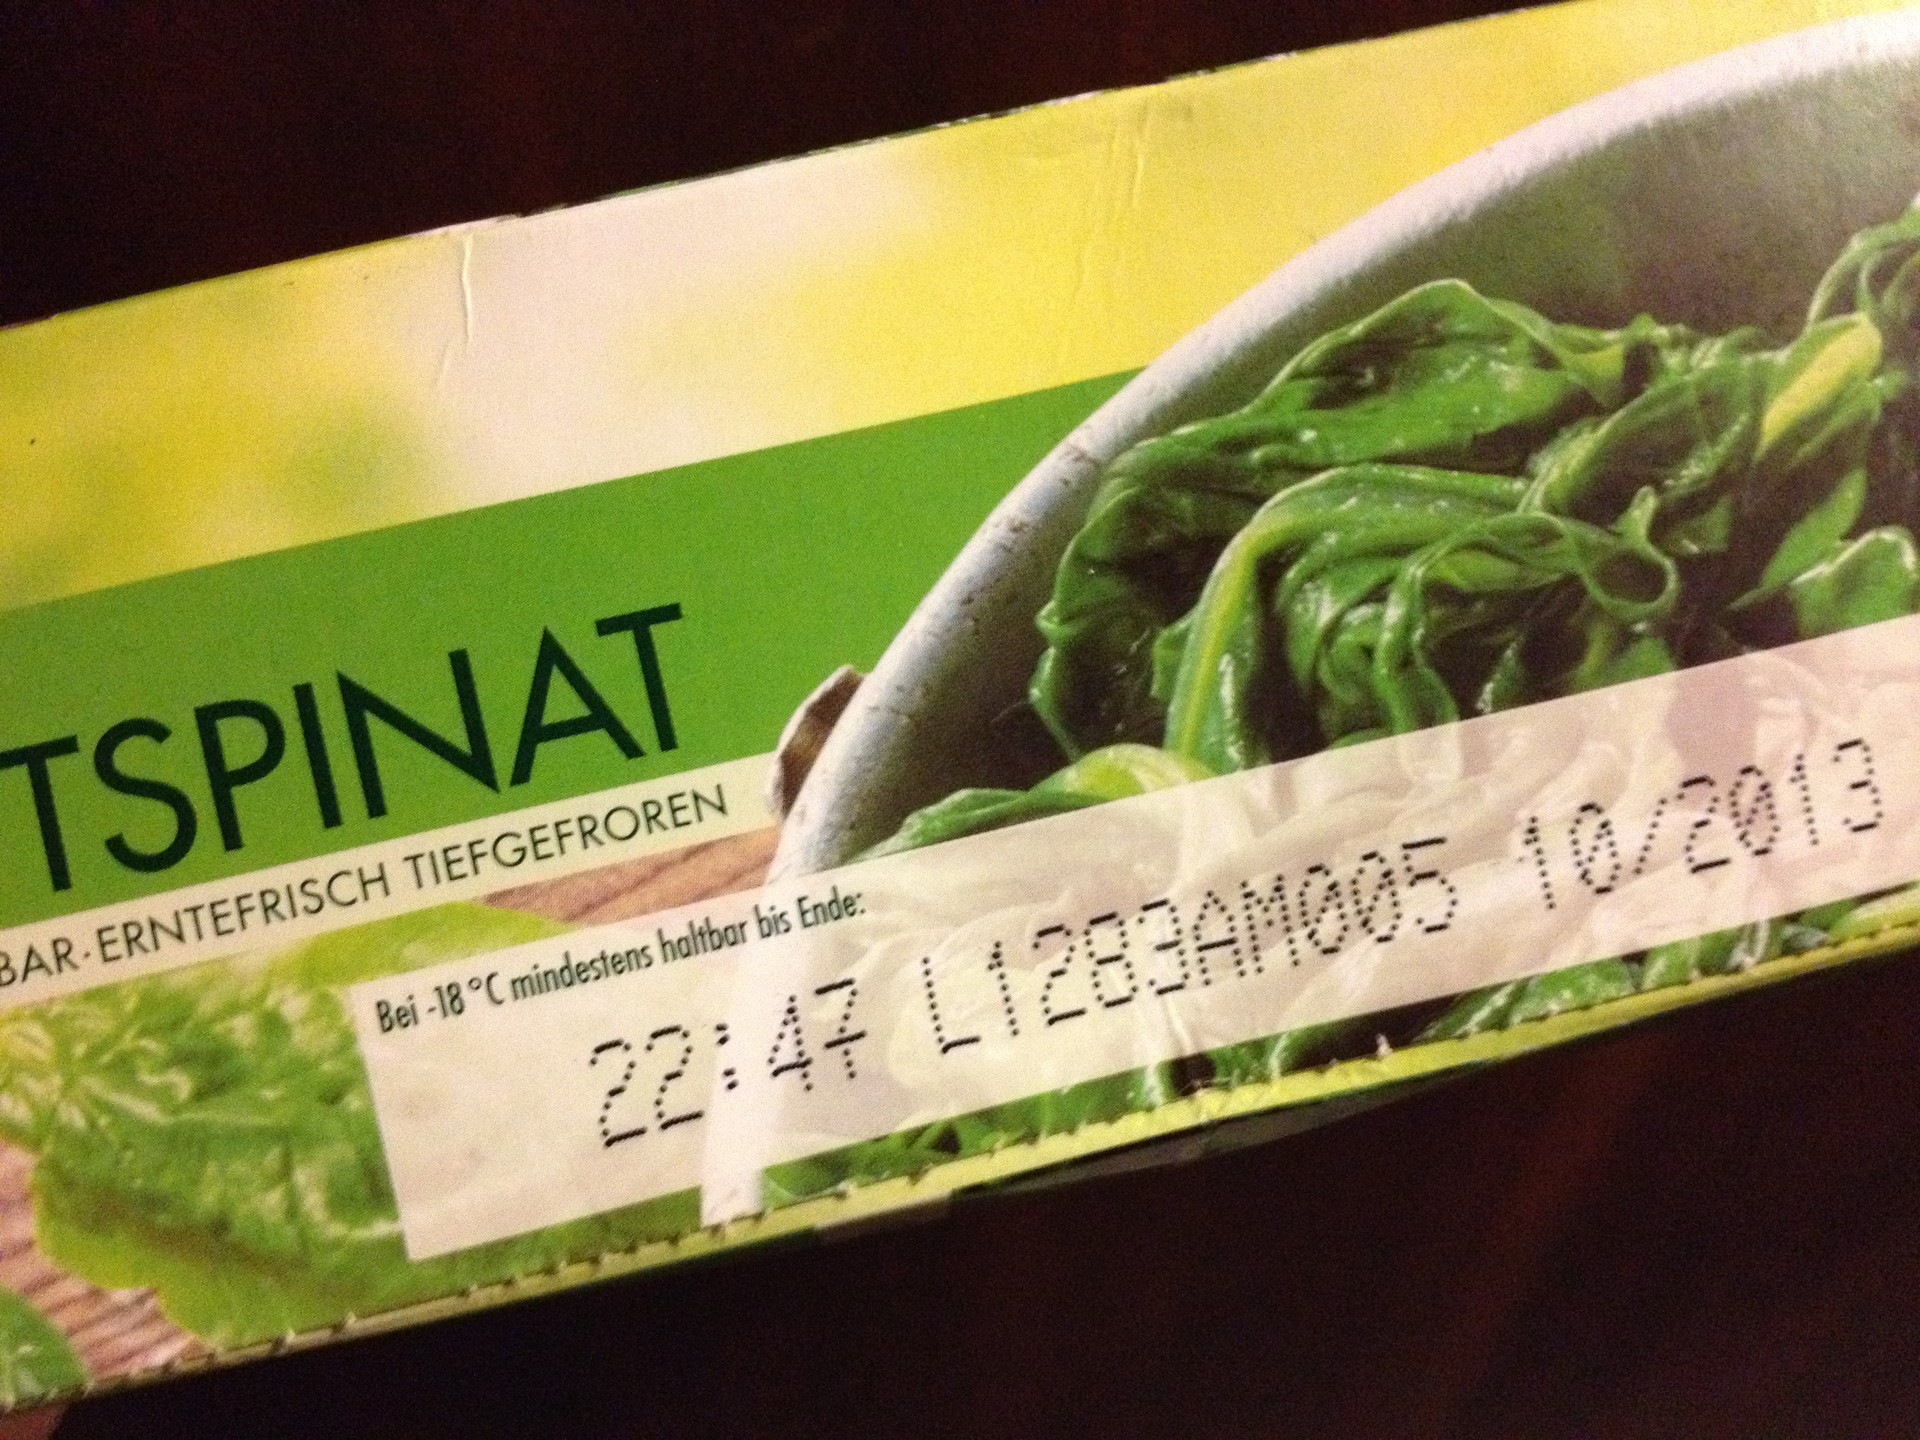 TSPINAT
BAR·ERNTEFRISCH TIEFGEFROREN
Bei -18 °C mindestens haltbar bis Ende:
22:47 L1283AM005 10/2013